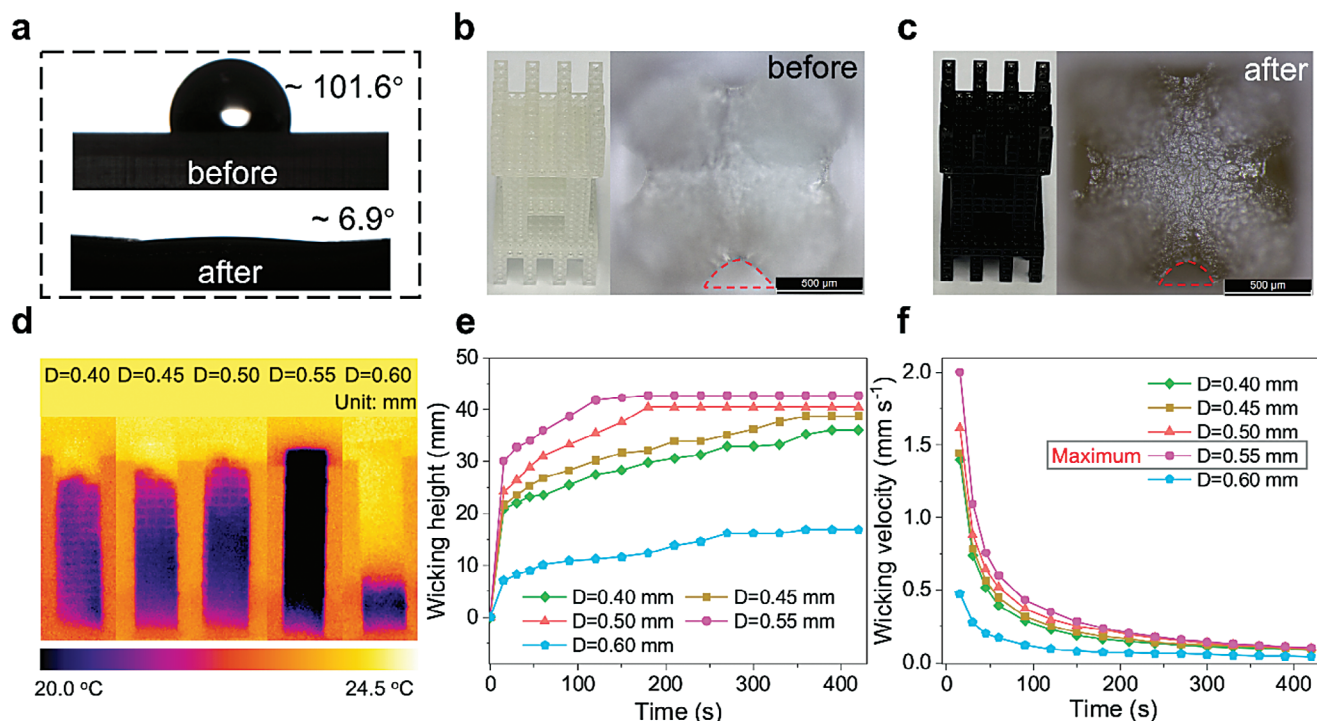 a
~ 101.6°
before
~ 6.9°
after
b
before
500 µm
c
after
500 µm
d
D=0.40 D=0.45 D=0.50 D=0.55 D=0.60
Unit: mm
20.0 ºC
24.5 ºC
e
Wicking height (mm)
50
40
30
20
10
0
D=0.40 mm
D=0.45 mm
D=0.50 mm
D=0.55 mm
D=0.60 mm
0 100 200 300 400
Time (s)
f
Wicking velocity (mm s⁻¹)
2.0
1.5
1.0
0.5
0.0
D=0.40 mm
D=0.45 mm
D=0.50 mm
Maximum D=0.55 mm
D=0.60 mm
0 100 200 300 400
Time (s)